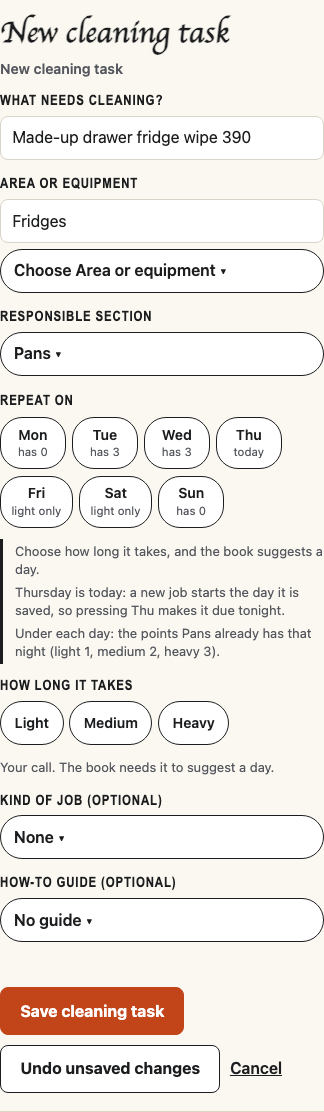 New cleaning task
New cleaning task
WHAT NEEDS CLEANING?
Made-up drawer fridge wipe 390
AREA OR EQUIPMENT
Fridges
Choose Area or equipment ▾
RESPONSIBLE SECTION
Pans ▾
REPEAT ON
Mon Tue Wed Thu
has 0 has 3 has 3 today
Fri Sat Sun
light only light only has 0
Choose how long it takes, and the book suggests a
day.
Thursday is today: a new job starts the day it is
saved, so pressing Thu makes it due tonight.
Under each day: the points Pans already has that
night (light 1, medium 2, heavy 3).
HOW LONG IT TAKES
Light Medium Heavy
Your call. The book needs it to suggest a day.
KIND OF JOB (OPTIONAL)
None ▾
HOW-TO GUIDE (OPTIONAL)
No guide ▾
Save cleaning task
Undo unsaved changes Cancel